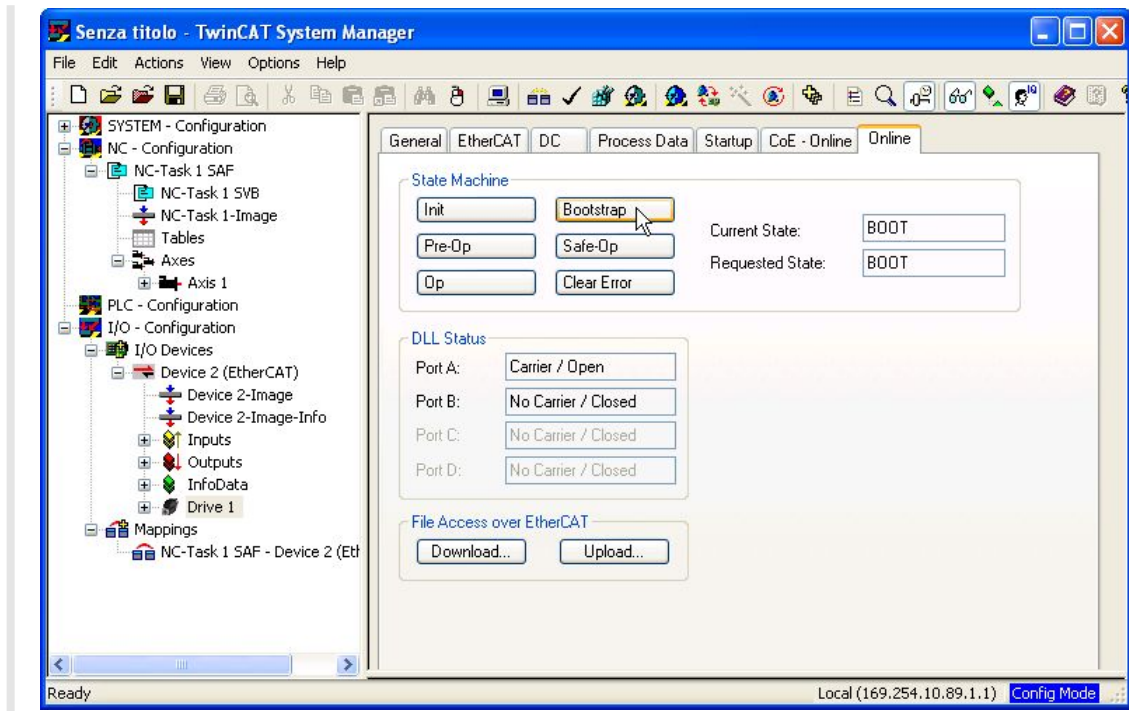 Senza titolo - TwinCAT System Manager
File Edit Actions View Options Help
SYSTEM - Configuration
NC - Configuration
NC-Task 1 SAF
NC-Task 1 SVB
NC-Task 1-Image
Tables
Axes
Axis 1
PLC - Configuration
I/O - Configuration
I/O Devices
Device 2 (EtherCAT)
Device 2-Image
Device 2-Image-Info
Inputs
Outputs
InfoData
Drive 1
Mappings
NC-Task 1 SAF - Device 2 (Eth
General EtherCAT DC Process Data Startup CoE - Online Online
State Machine
Init Bootstrap
Pre-Op Safe-Op
Op Clear Error
Current State: BOOT
Requested State: BOOT
DLL Status
Port A: Carrier / Open
Port B: No Carrier / Closed
Port C: No Carrier / Closed
Port D: No Carrier / Closed
File Access over EtherCAT
Download... Upload...
Ready Local (169.254.10.89.1.1) Config Mode